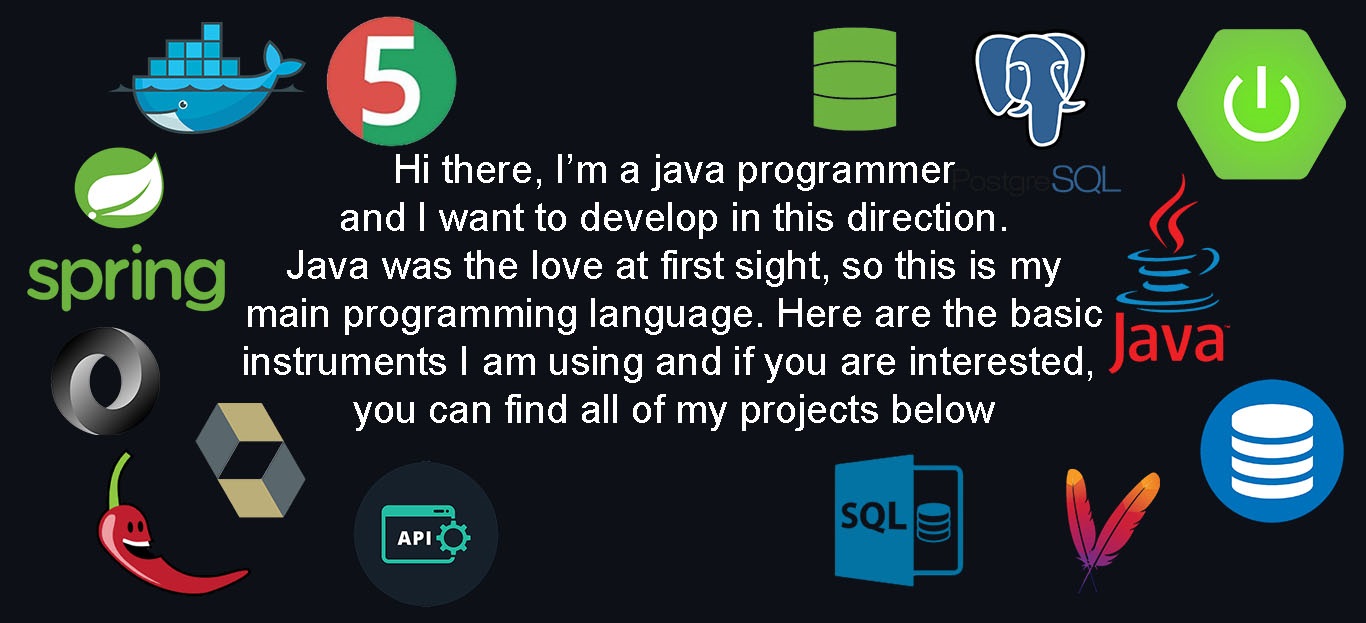 5
Hi there, I’m a java programmer
PostgreSQL
and I want to develop in this direction.
Java was the love at first sight, so this is my
spring
main programming language. Here are the basic
Java™
instruments I am using and if you are interested,
you can find all of my projects below
SQL
API